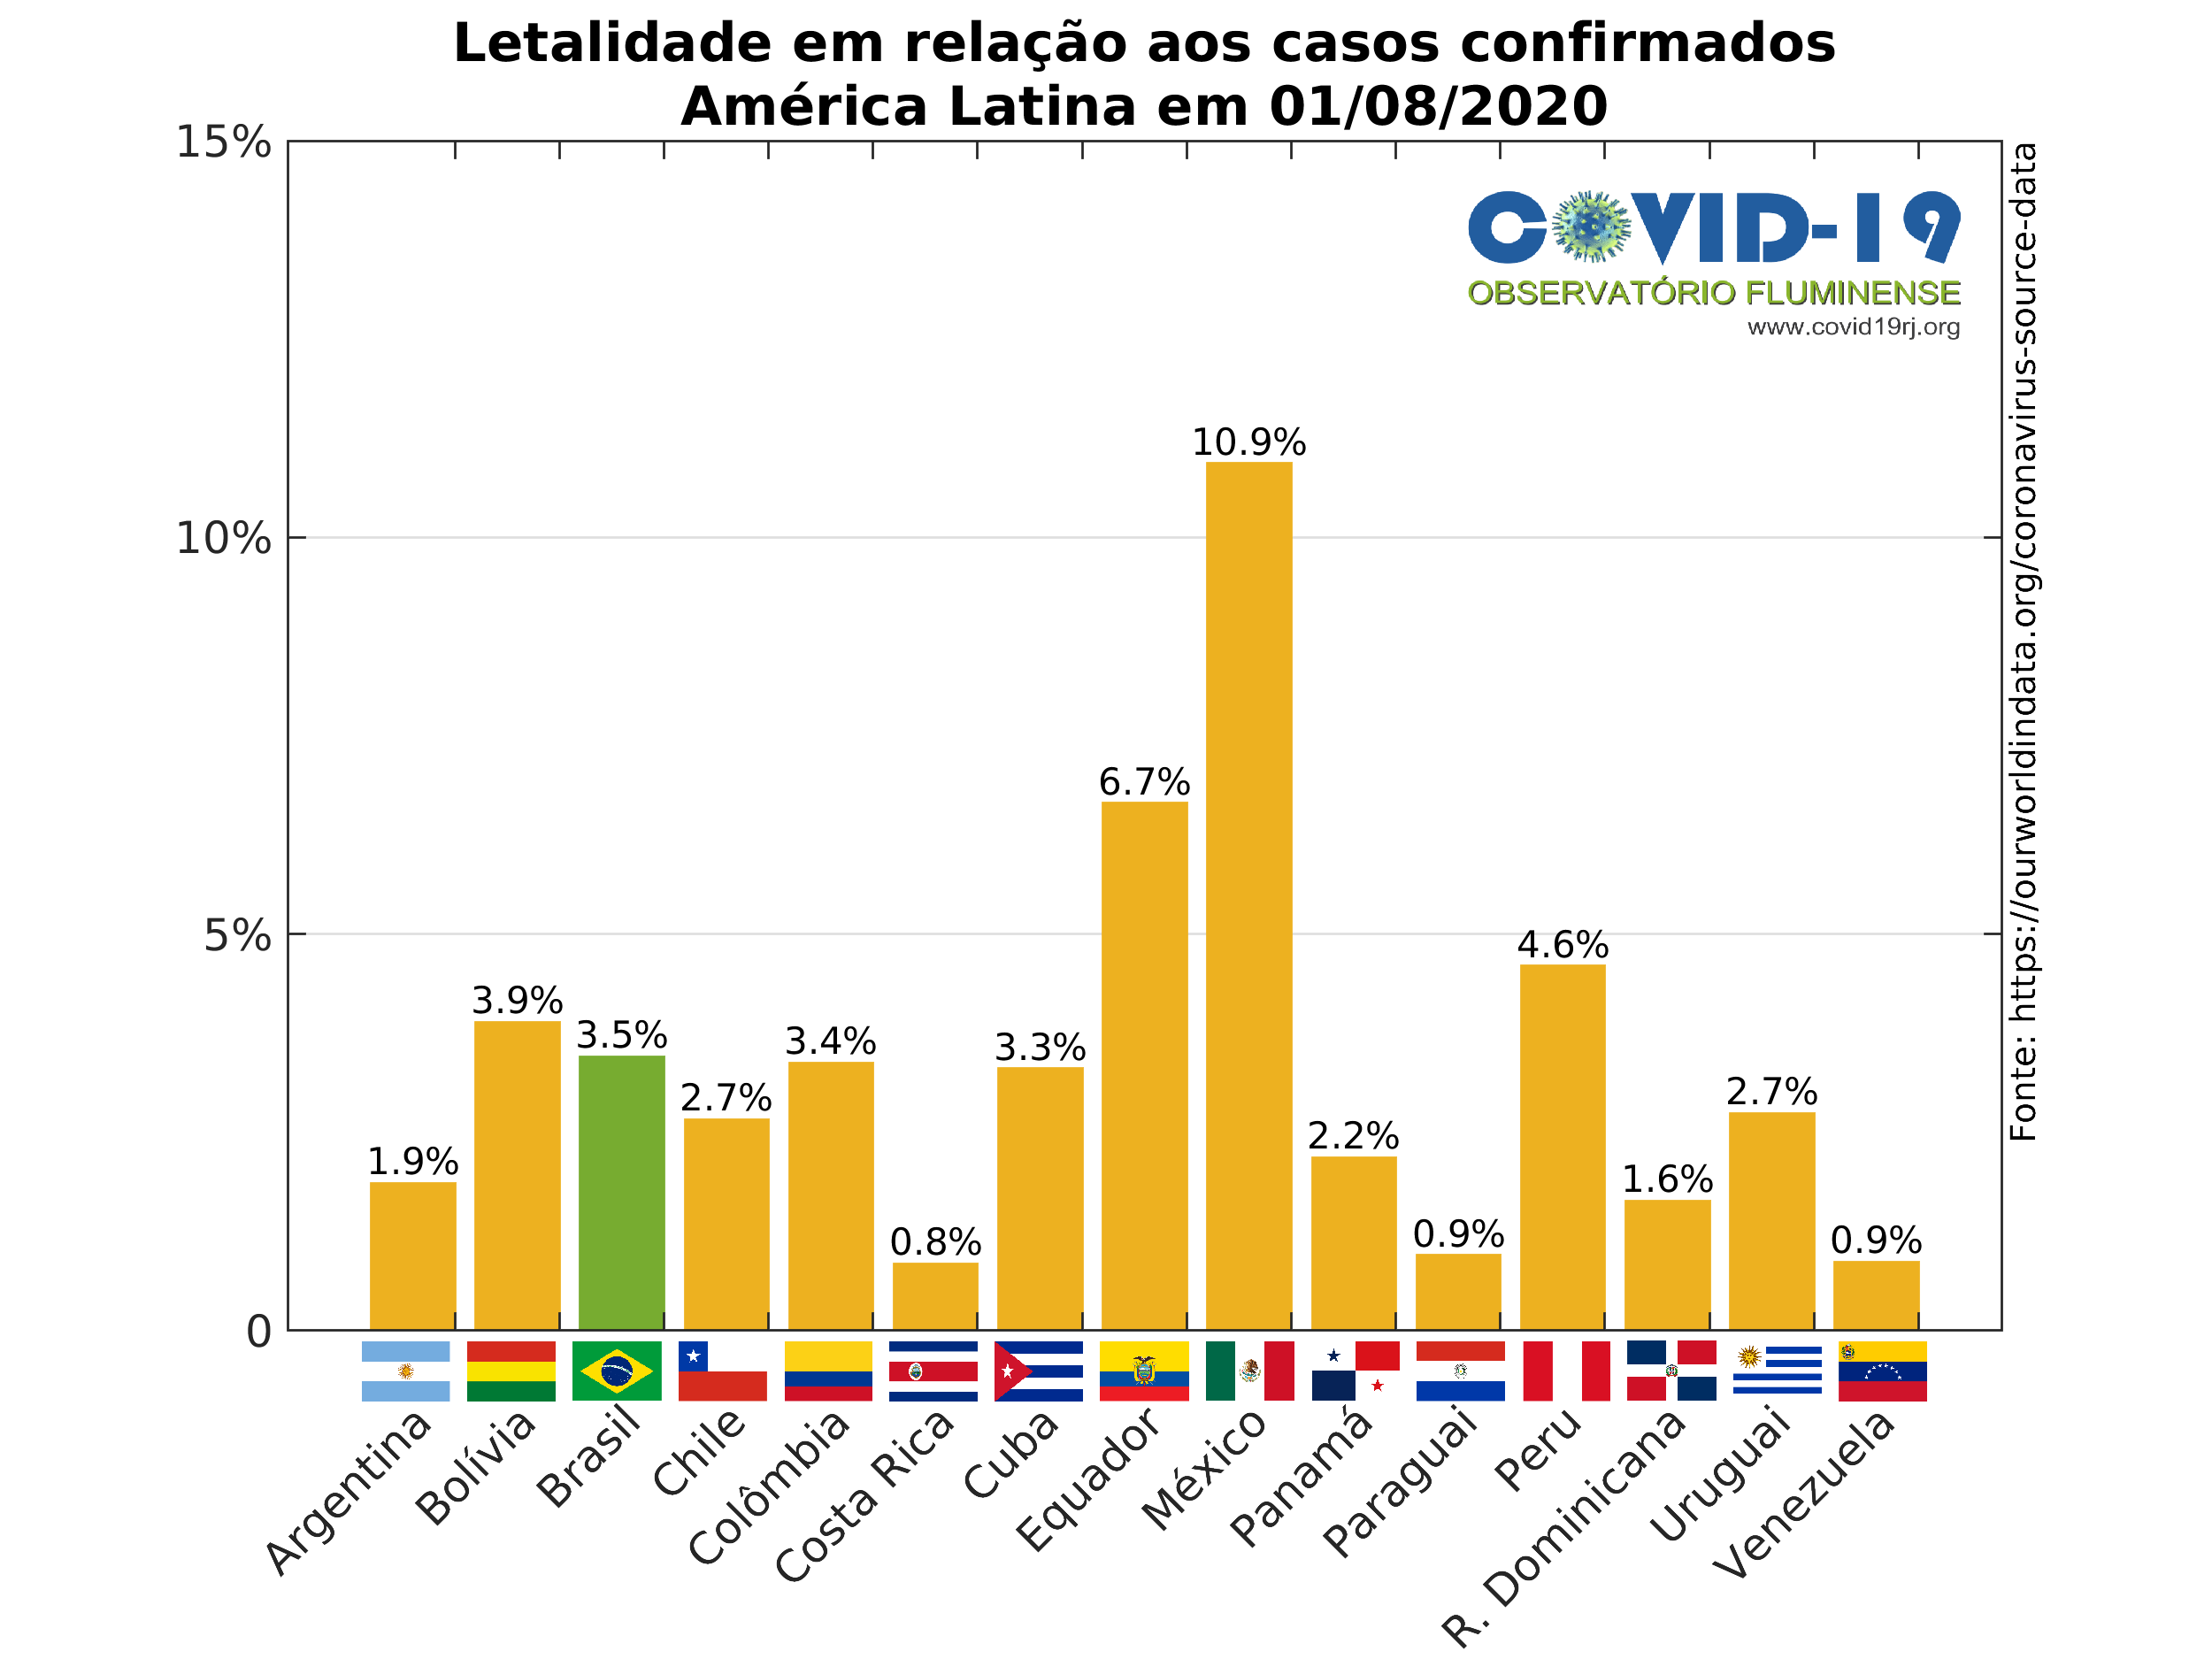 Letalidade em relação aos casos confirmados
América Latina em 01/08/2020
15%
10%
5%
0
COVID-19
OBSERVATÓRIO FLUMINENSE
www.covid19rj.org
Fonte: https://ourworldindata.org/coronavirus-source-data
1.9%
3.9%
3.5%
2.7%
3.4%
0.8%
3.3%
6.7%
10.9%
2.2%
0.9%
4.6%
1.6%
2.7%
0.9%
Argentina
Bolívia
Brasil
Chile
Colômbia
Costa Rica
Cuba
Equador
México
Panamá
Paraguai
Peru
R. Dominicana
Uruguai
Venezuela